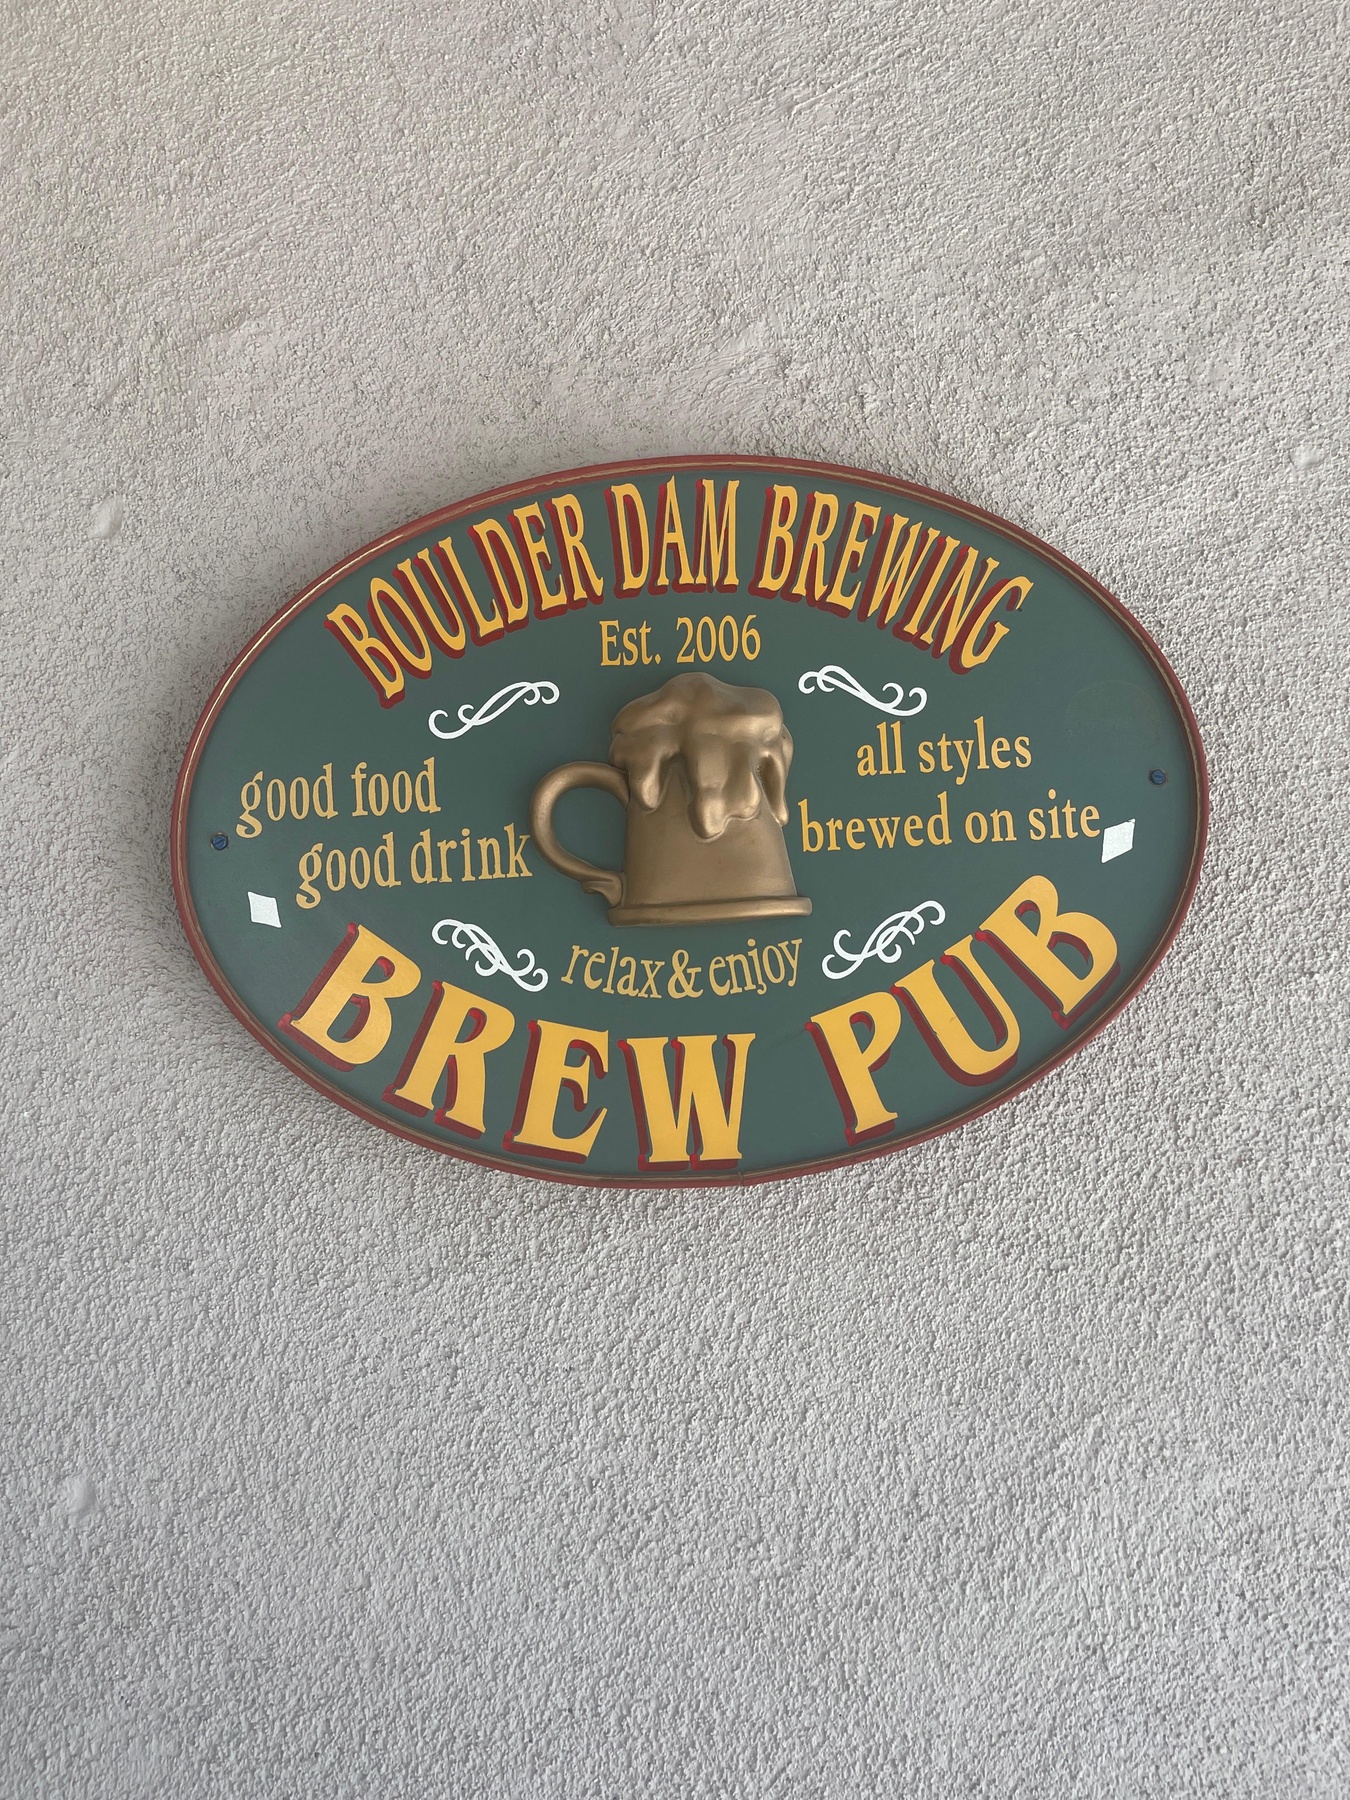 BOULDER DAM BREWING
Est. 2006
good food
good drink
all styles
brewed on site
relax & enjoy
BREW PUB